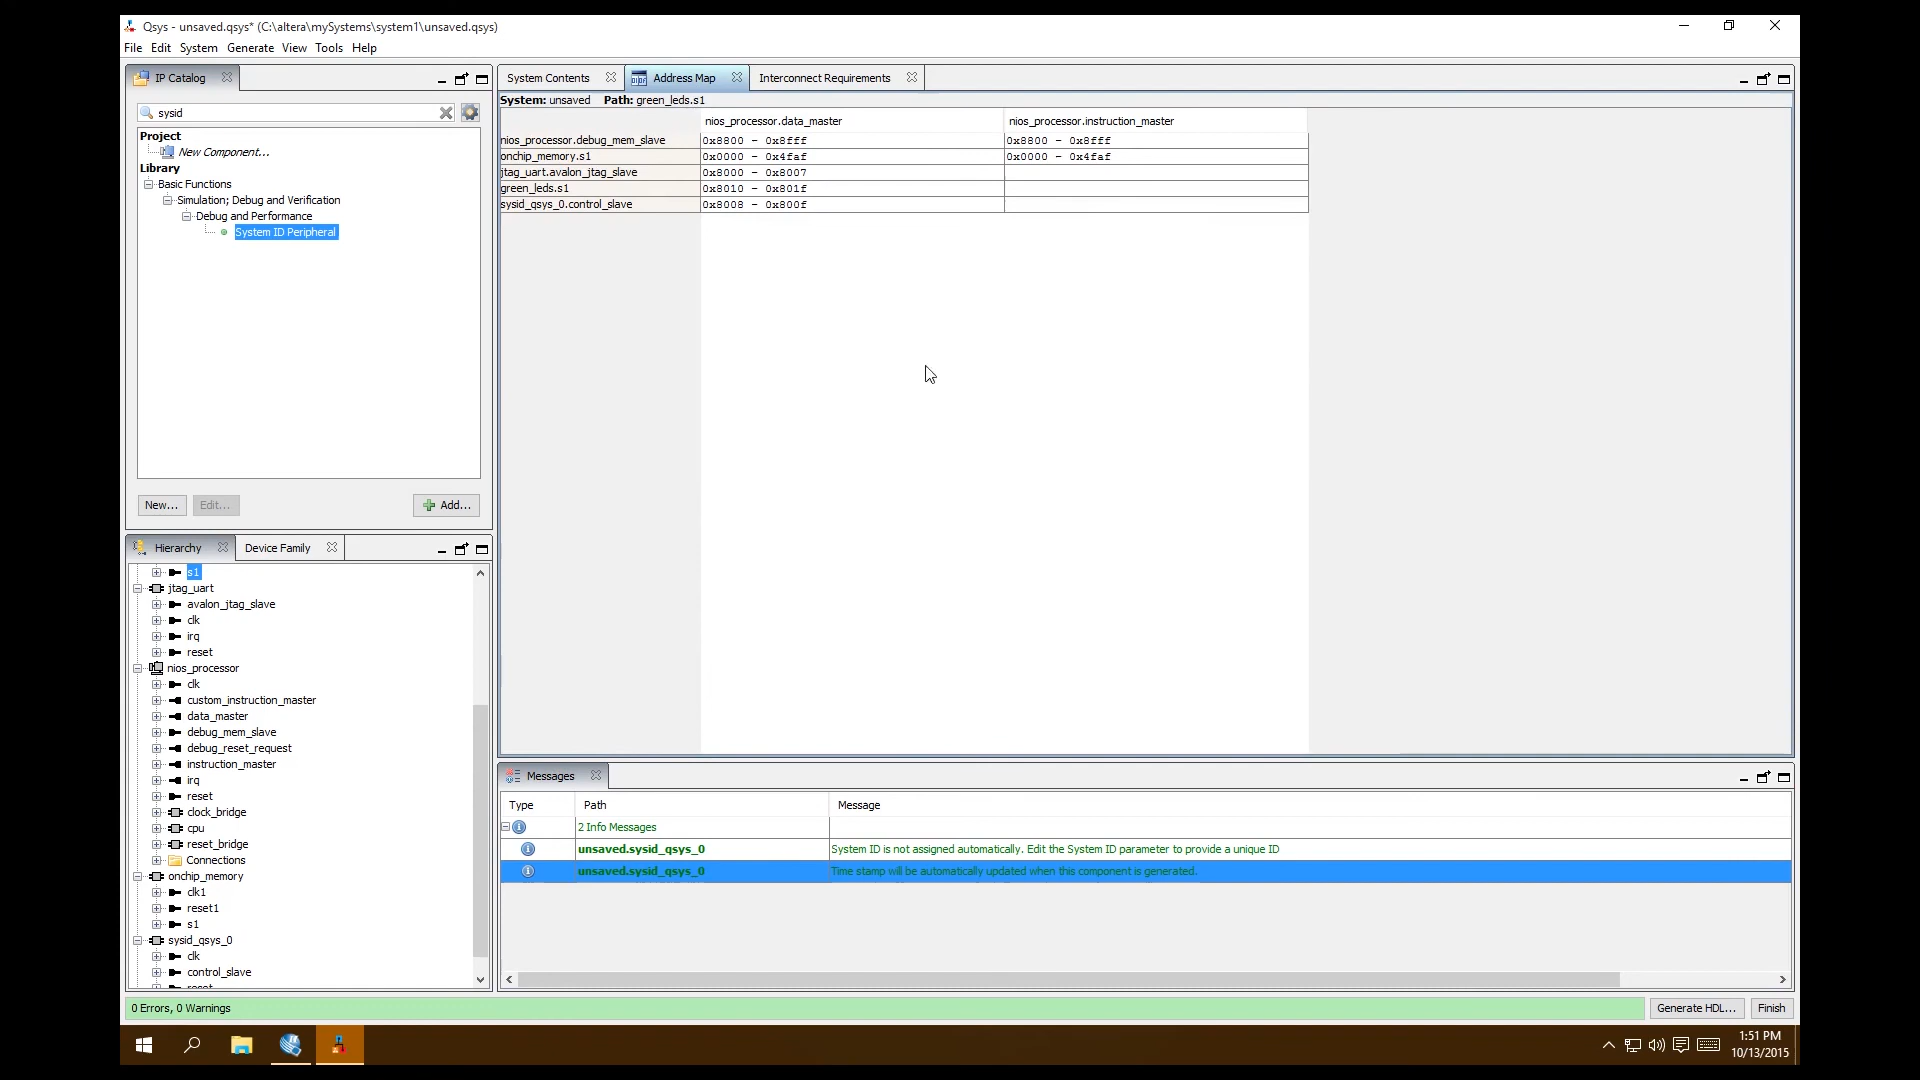 Qsys - unsaved.qsys* (C:\altera\mySystems\system1\unsaved.qsys)
File Edit System Generate View Tools Help
IP Catalog
sysid
Project
New Component...
Library
Basic Functions
Simulation; Debug and Verification
Debug and Performance
System ID Peripheral
New... Edit... Add...
Hierarchy Device Family
s1
jtag_uart
avalon_jtag_slave
clk
irq
reset
nios_processor
clk
custom_instruction_master
data_master
debug_mem_slave
debug_reset_request
instruction_master
irq
reset
clock_bridge
cpu
reset_bridge
Connections
onchip_memory
clk1
reset1
s1
sysid_qsys_0
clk
control_slave
reset
System Contents Address Map Interconnect Requirements
System: unsaved Path: green_leds.s1
nios_processor.data_master nios_processor.instruction_master
nios_processor.debug_mem_slave 0x8800 - 0x8fff 0x8800 - 0x8fff
onchip_memory.s1 0x0000 - 0x4faf 0x0000 - 0x4faf
jtag_uart.avalon_jtag_slave 0x8000 - 0x8007
green_leds.s1 0x8010 - 0x801f
sysid_qsys_0.control_slave 0x8008 - 0x800f
Messages
Type Path Message
2 Info Messages
unsaved.sysid_qsys_0 System ID is not assigned automatically. Edit the System ID parameter to provide a unique ID
unsaved.sysid_qsys_0 Time stamp will be automatically updated when this component is generated.
0 Errors, 0 Warnings
Generate HDL... Finish
1:51 PM
10/13/2015